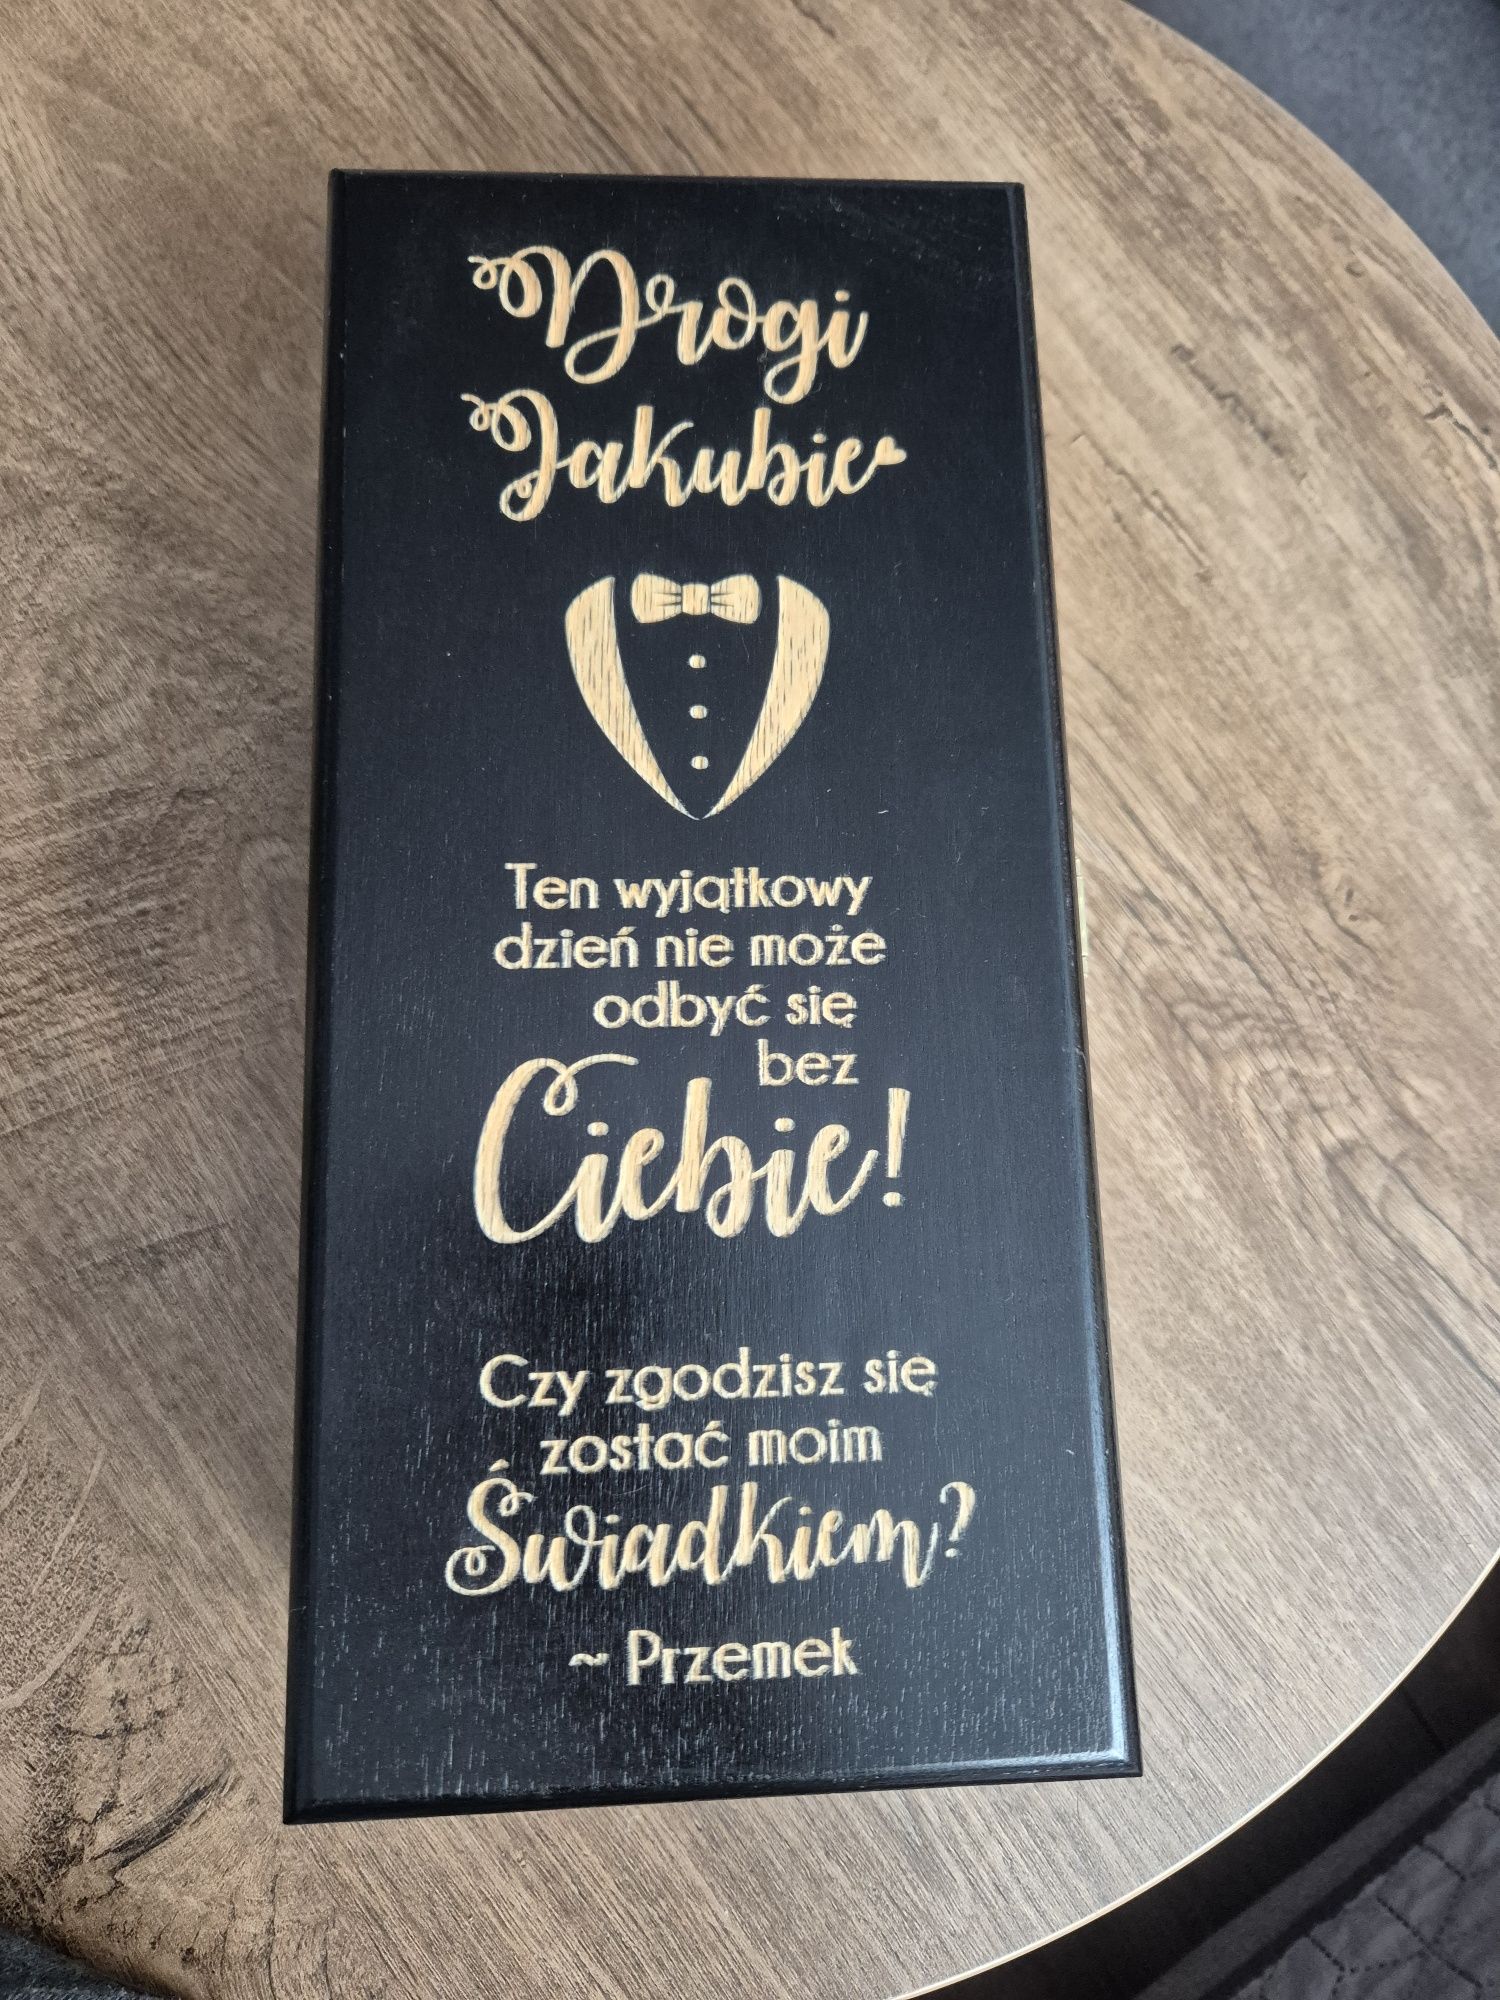 Drogi
Jakubie
Ten wyjątkowy
dzień nie może
odbyć się
bez
Ciebie!
Czy zgodzisz się
zostać moim
Świadkiem?
~ Przemek